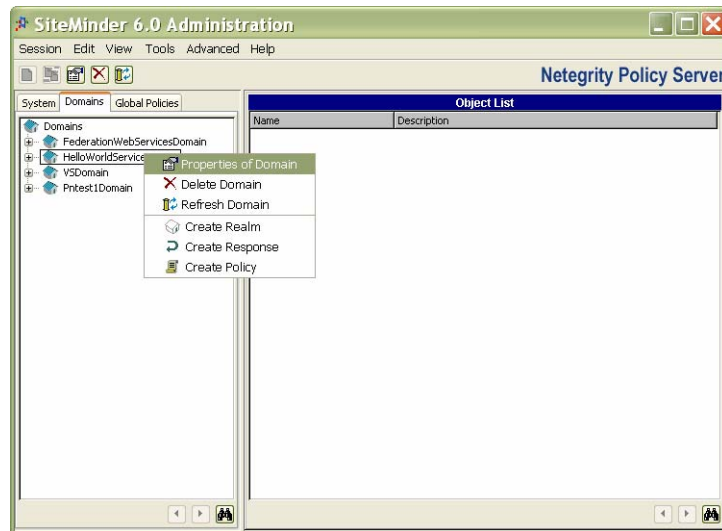 SiteMinder 6.0 Administration
Session Edit View Tools Advanced Help
Netegrity Policy Server
System Domains Global Policies
Object List
Name Description
Domains
FederationWebServicesDomain
HelloWorldService
VSDomain
Pntest1Domain
Properties of Domain
Delete Domain
Refresh Domain
Create Realm
Create Response
Create Policy